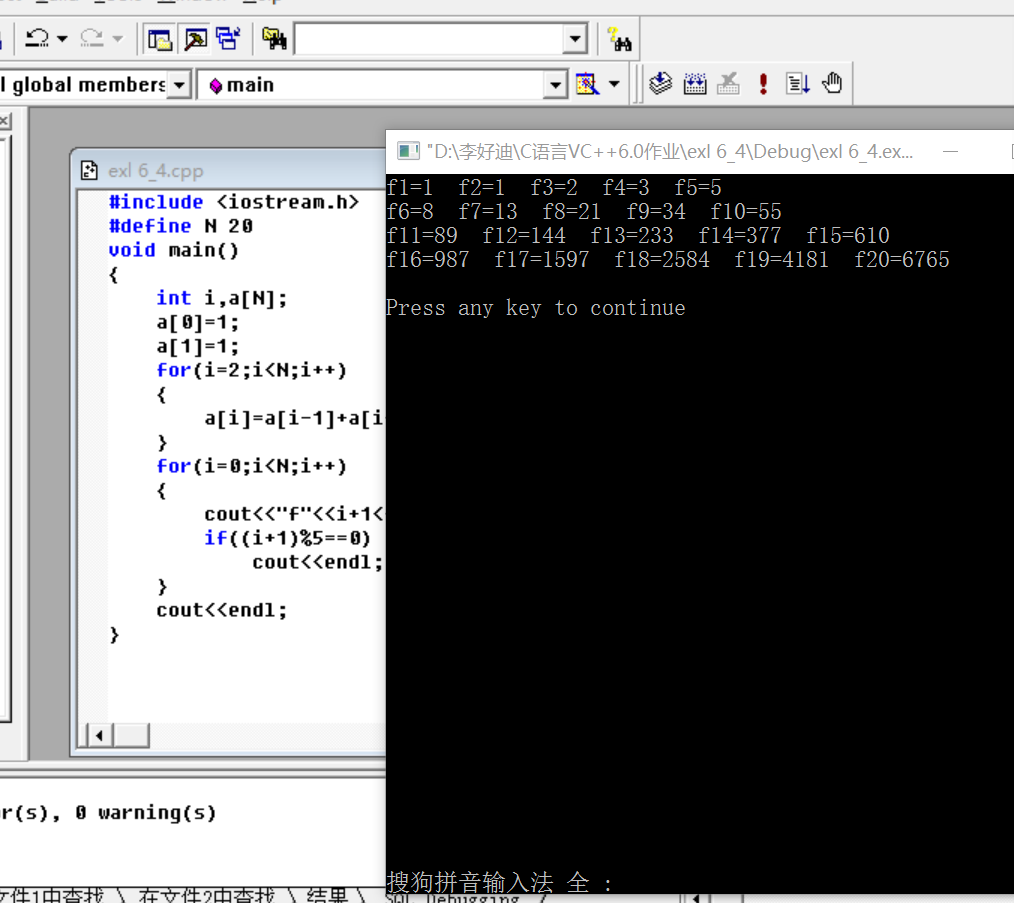 l global members
main
"D:\李好迪\C语言VC++6.0作业\exl 6_4\Debug\exl 6_4.ex...
exl 6_4.cpp
#include <iostream.h>
#define N 20
void main()
{
int i,a[N];
a[0]=1;
a[1]=1;
for(i=2;i<N;i++)
{
a[i]=a[i-1]+a[i
}
for(i=0;i<N;i++)
{
cout<<"f"<<i+1<
if((i+1)%5==0)
cout<<endl;
}
cout<<endl;
}
f1=1 f2=1 f3=2 f4=3 f5=5
f6=8 f7=13 f8=21 f9=34 f10=55
f11=89 f12=144 f13=233 f14=377 f15=610
f16=987 f17=1597 f18=2584 f19=4181 f20=6765
Press any key to continue
r(s), 0 warning(s)
搜狗拼音输入法 全 :
文件1中查找 \ 在文件2中查找 \ 结果 \ SQL Debugging /